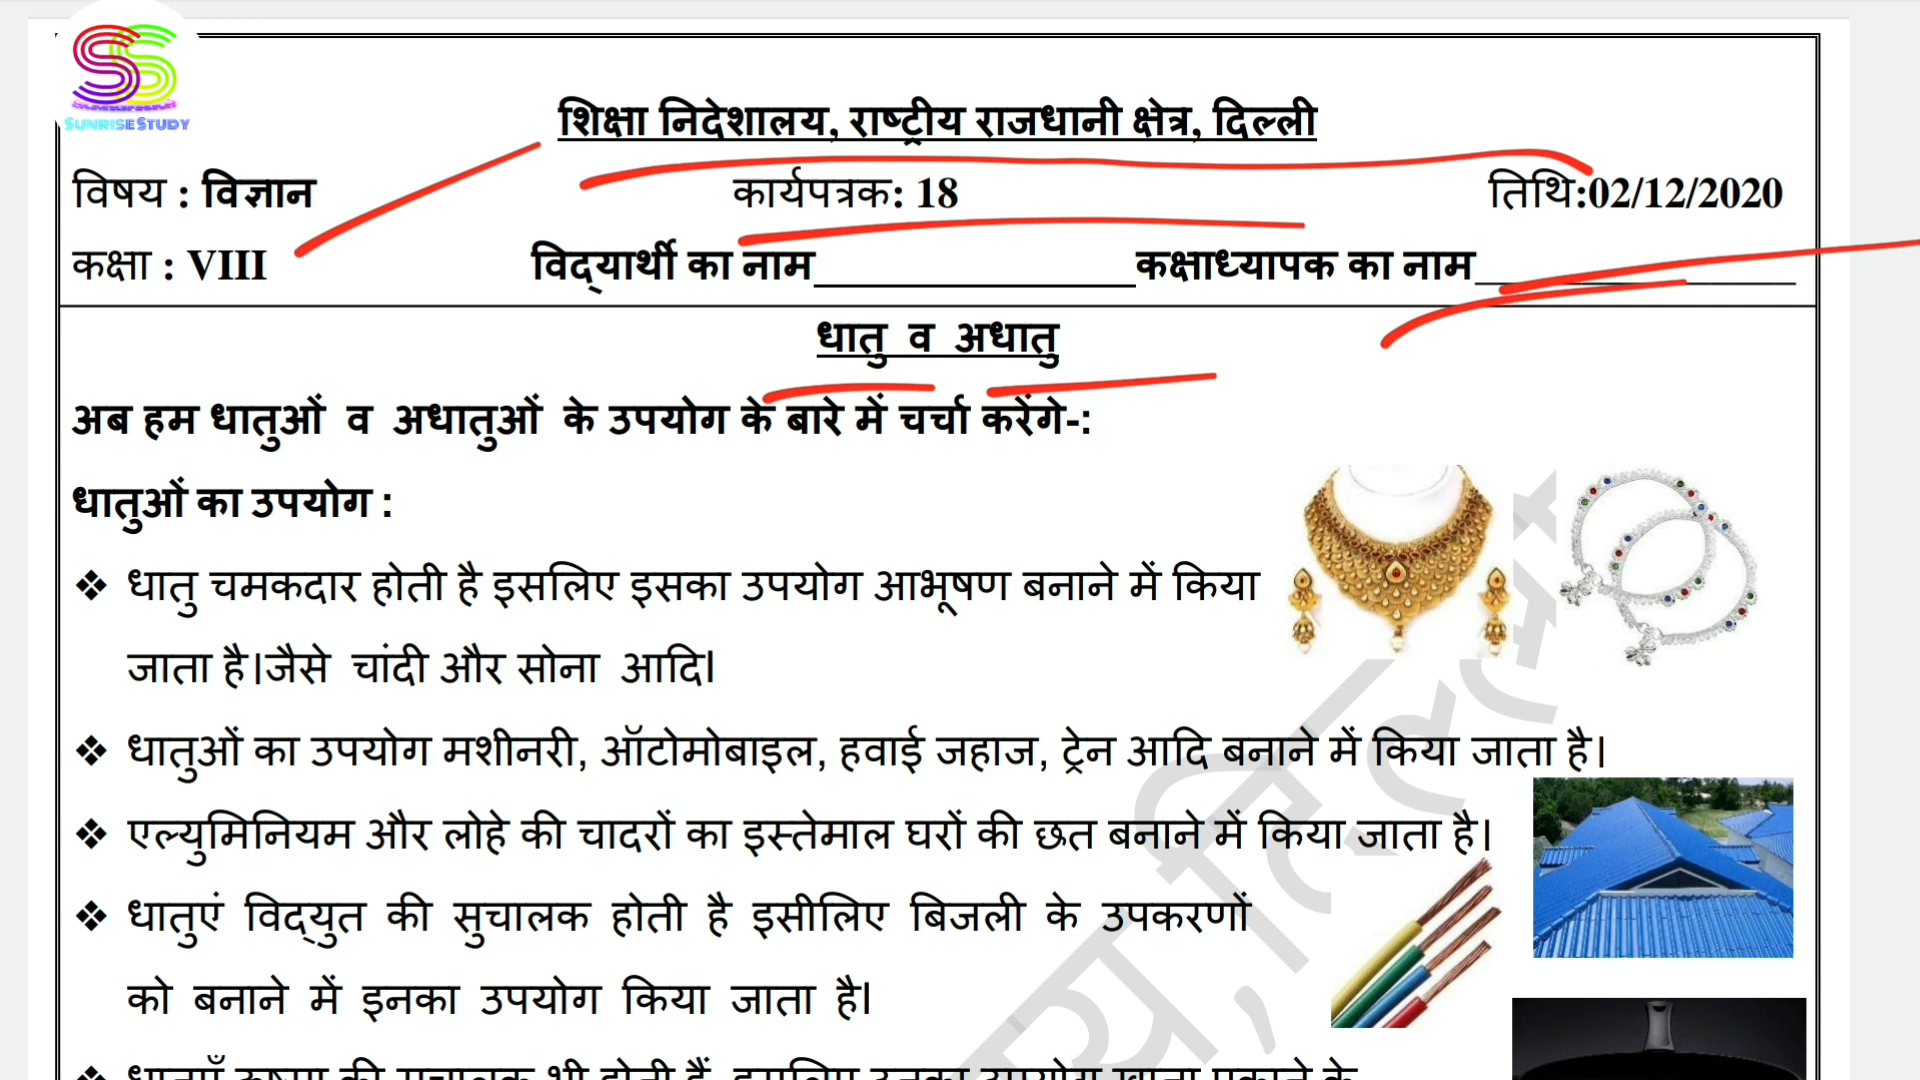 SUNRISE STUDY
शिक्षा निदेशालय, राष्ट्रीय राजधानी क्षेत्र, दिल्ली
विषय : विज्ञान कार्यपत्रक: 18 तिथि:02/12/2020
कक्षा : VIII विद्यार्थी का नाम_______________कक्षाध्यापक का नाम_______________
धातु व अधातु
अब हम धातुओं व अधातुओं के उपयोग के बारे में चर्चा करेंगे-:
धातुओं का उपयोग :
❖ धातु चमकदार होती है इसलिए इसका उपयोग आभूषण बनाने में किया
जाता है।जैसे चांदी और सोना आदि।
❖ धातुओं का उपयोग मशीनरी, ऑटोमोबाइल, हवाई जहाज, ट्रेन आदि बनाने में किया जाता है।
❖ एल्युमिनियम और लोहे की चादरों का इस्तेमाल घरों की छत बनाने में किया जाता है।
❖ धातुएं विद्युत की सुचालक होती है इसीलिए बिजली के उपकरणों
को बनाने में इनका उपयोग किया जाता है।